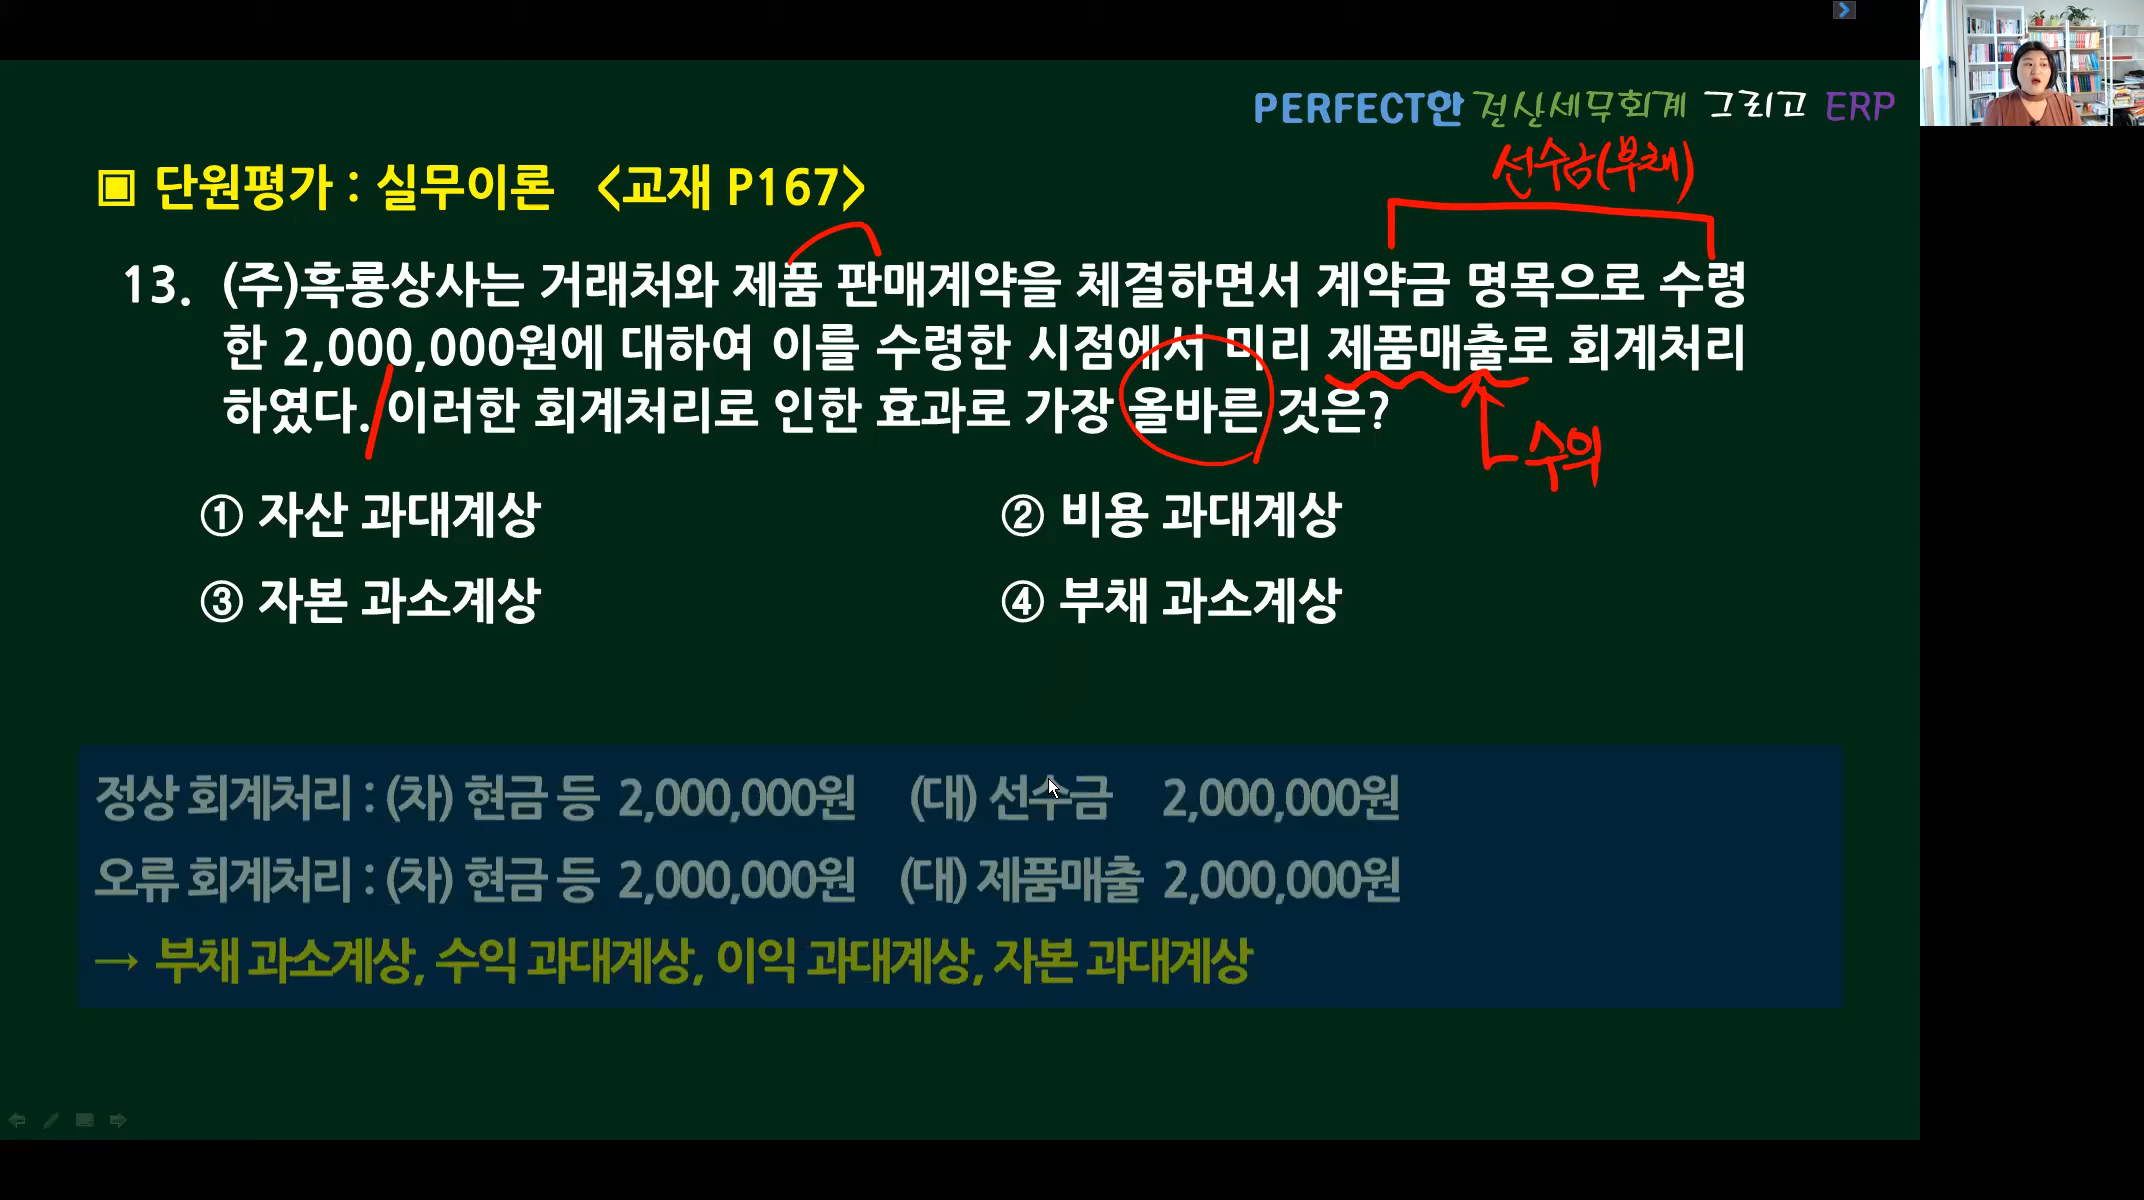 PERFECT한 전산세무회계 그리고 ERP
▣ 단원평가 : 실무이론 <교재 P167>
선수금(부채)
13. (주)흑룡상사는 거래처와 제품 판매계약을 체결하면서 계약금 명목으로 수령
한 2,000,000원에 대하여 이를 수령한 시점에서 미리 제품매출로 회계처리
하였다. 이러한 회계처리로 인한 효과로 가장 올바른 것은?
수익
① 자산 과대계상 ② 비용 과대계상
③ 자본 과소계상 ④ 부채 과소계상
정상 회계처리 : (차) 현금 등 2,000,000원 (대) 선수금 2,000,000원
오류 회계처리 : (차) 현금 등 2,000,000원 (대) 제품매출 2,000,000원
→ 부채 과소계상, 수익 과대계상, 이익 과대계상, 자본 과대계상